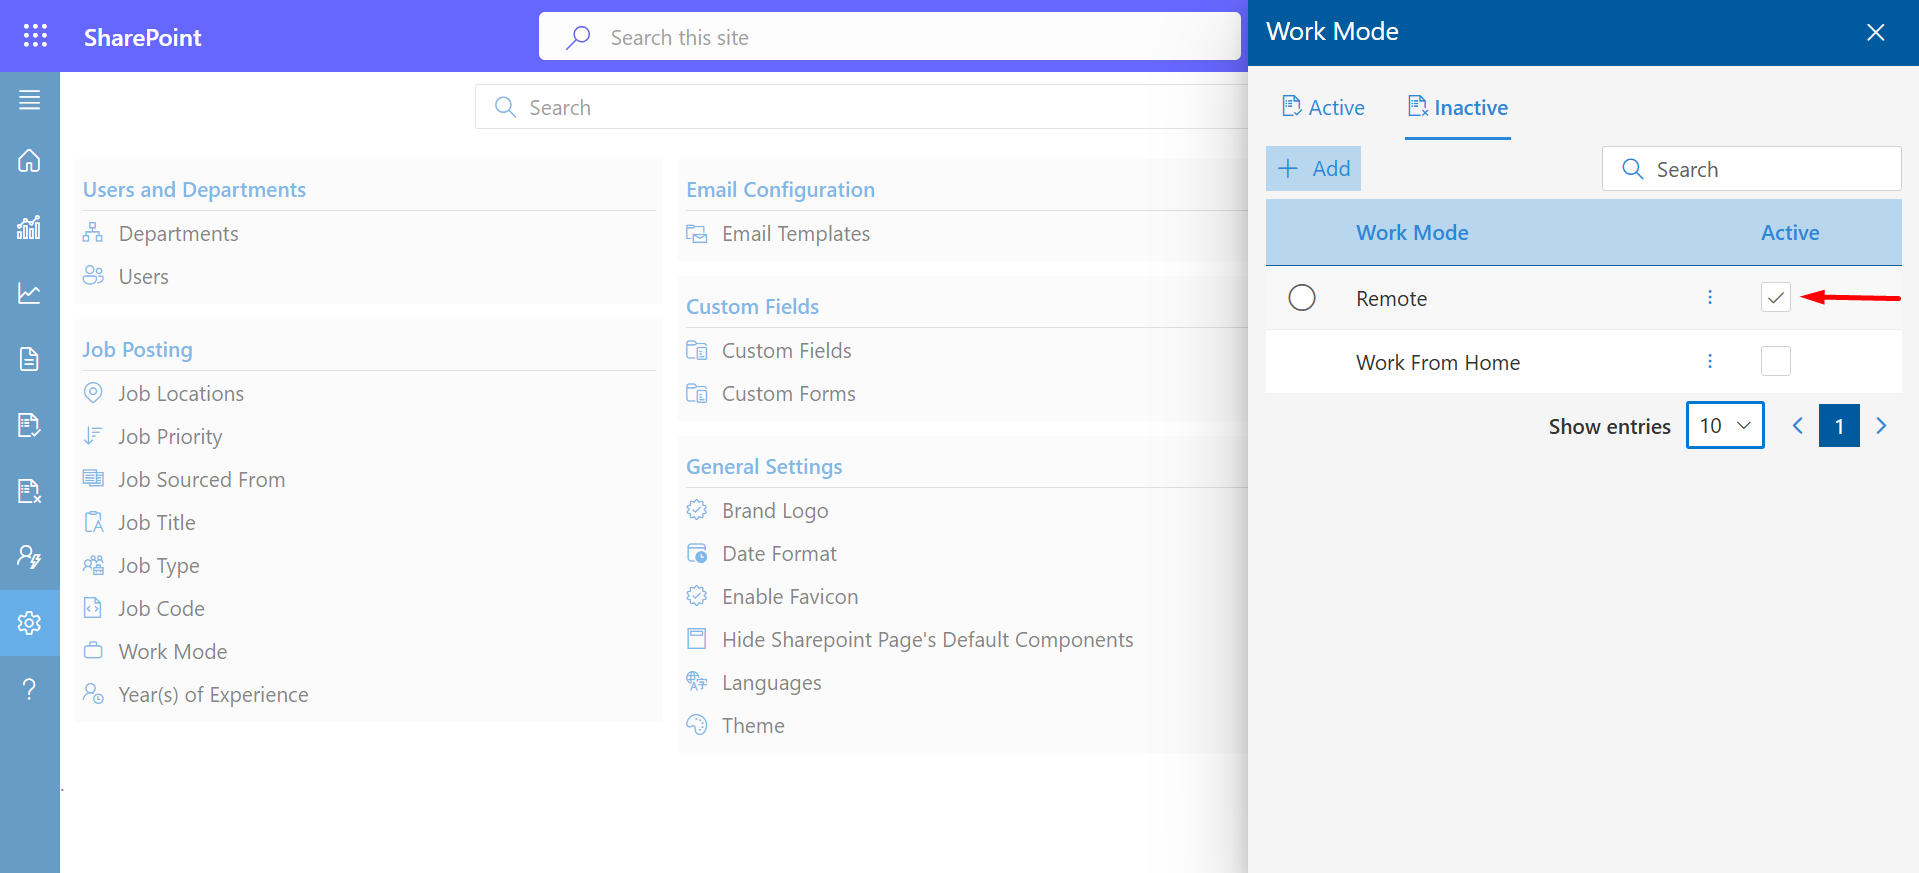 SharePoint
Search this site
Search
Users and Departments
Departments
Users
Job Posting
Job Locations
Job Priority
Job Sourced From
Job Title
Job Type
Job Code
Work Mode
Year(s) of Experience
Email Configuration
Email Templates
Custom Fields
Custom Fields
Custom Forms
General Settings
Brand Logo
Date Format
Enable Favicon
Hide Sharepoint Page's Default Components
Languages
Theme
Work Mode
Active Inactive
Add Search
Work Mode Active
Remote
Work From Home
Show entries 10 1